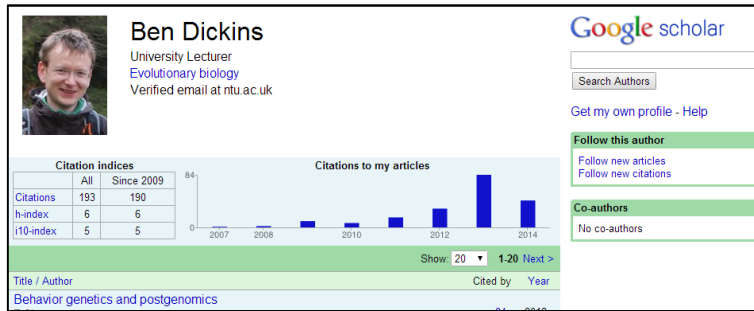 Ben Dickins
University Lecturer
Evolutionary biology
Verified email at ntu.ac.uk
Google scholar
Search Authors
Get my own profile - Help
Follow this author
Follow new articles
Follow new citations
Co-authors
No co-authors
Citation indices
All Since 2009
Citations 193 190
h-index 6 6
i10-index 5 5
Citations to my articles
84
0
2007 2008 2010 2012 2014
Show: 20 1-20 Next >
Title / Author Cited by Year
Behavior genetics and postgenomics